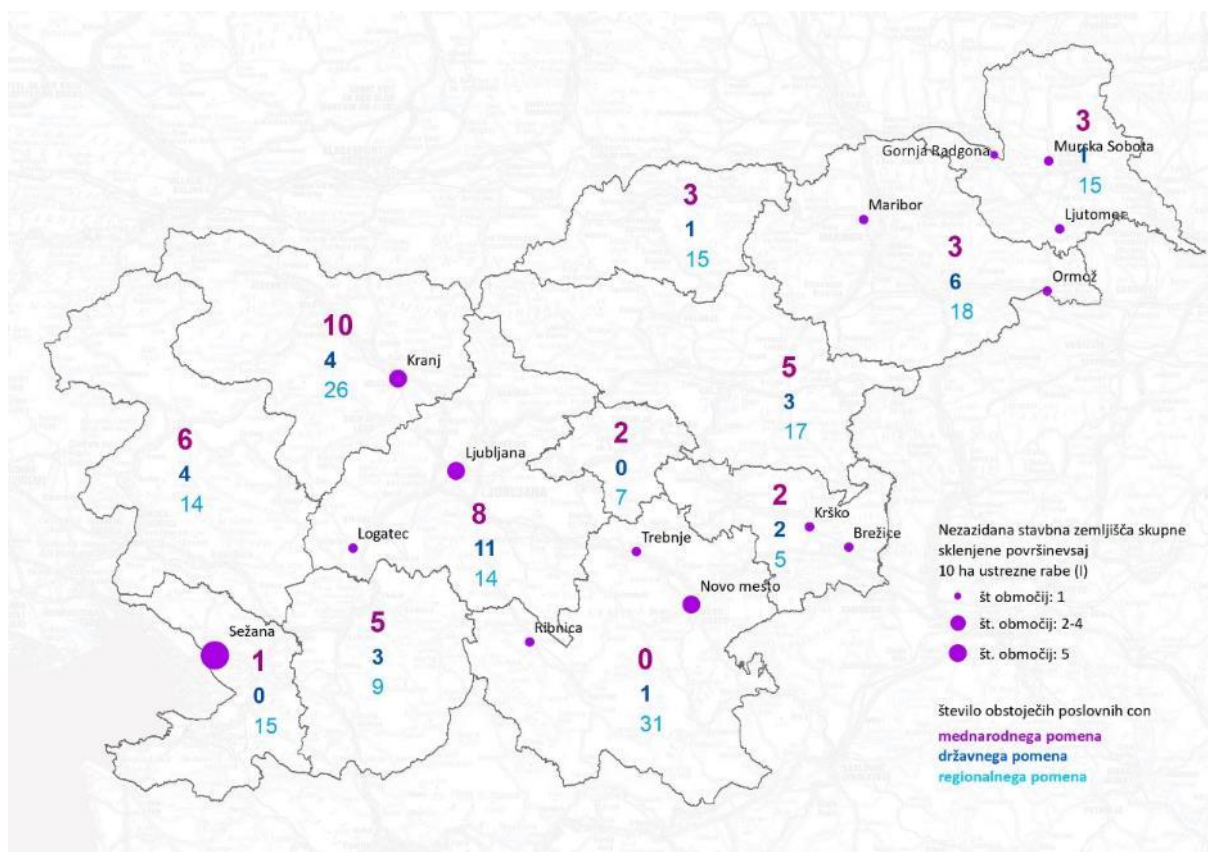 3
Murska Sobota
1
15
Gornja Radgona
Ljutomer
Maribor
3
6
18
Ormož
3
1
15
10
4
26
Kranj
5
3
17
6
4
14
Ljubljana
8
11
14
Logatec
2
0
7
2
Krško
2
5
Brežice
Trebnje
Novo mesto
Ribnica
0
1
31
5
3
9
Sežana
1
0
15
Nezazidana stavbna zemljišča skupne
sklenjene površinevsaj
10 ha ustrezne rabe (I)
št območij: 1
št. območij: 2-4
št. območij: 5
število obstoječih poslovnih con
mednarodnega pomena
državnega pomena
regionalnega pomena